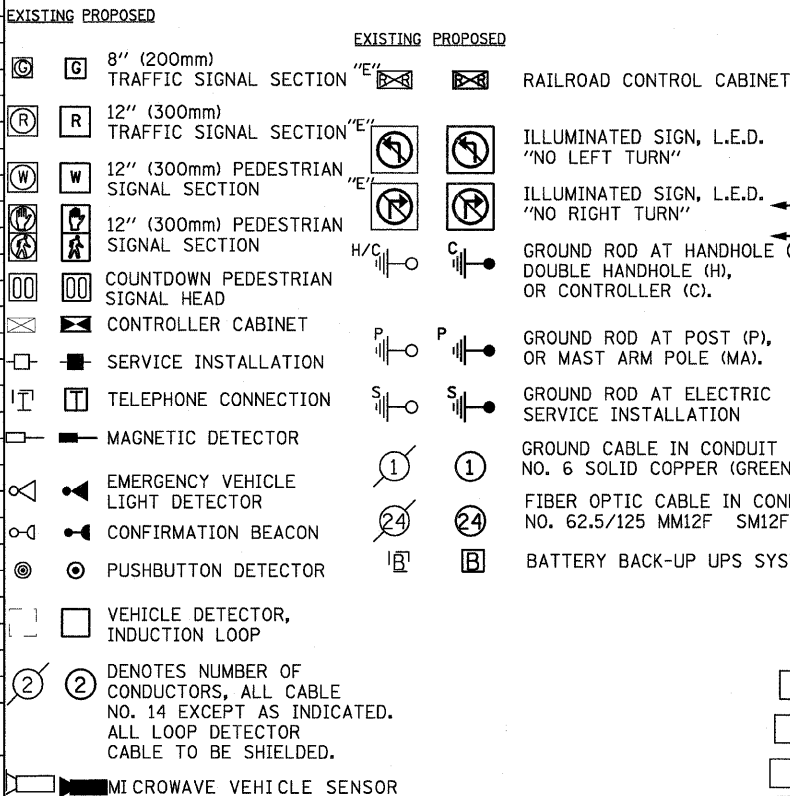 EXISTING PROPOSED
G G 8" (200mm)
TRAFFIC SIGNAL SECTION
R R 12" (300mm)
TRAFFIC SIGNAL SECTION
W W 12" (300mm) PEDESTRIAN
SIGNAL SECTION
12" (300mm) PEDESTRIAN
SIGNAL SECTION
COUNTDOWN PEDESTRIAN
SIGNAL HEAD
CONTROLLER CABINET
SERVICE INSTALLATION
T T TELEPHONE CONNECTION
MAGNETIC DETECTOR
EMERGENCY VEHICLE
LIGHT DETECTOR
CONFIRMATION BEACON
PUSHBUTTON DETECTOR
VEHICLE DETECTOR,
INDUCTION LOOP
2 2 DENOTES NUMBER OF
CONDUCTORS, ALL CABLE
NO. 14 EXCEPT AS INDICATED.
ALL LOOP DETECTOR
CABLE TO BE SHIELDED.
MICROWAVE VEHICLE SENSOR
EXISTING PROPOSED
"E" RAILROAD CONTROL CABINET
"E" ILLUMINATED SIGN, L.E.D.
"NO LEFT TURN"
"E" ILLUMINATED SIGN, L.E.D.
"NO RIGHT TURN"
H/C C GROUND ROD AT HANDHOLE (
DOUBLE HANDHOLE (H),
OR CONTROLLER (C).
P P GROUND ROD AT POST (P),
OR MAST ARM POLE (MA).
S S GROUND ROD AT ELECTRIC
SERVICE INSTALLATION
1 1 GROUND CABLE IN CONDUIT
NO. 6 SOLID COPPER (GREEN
24 24 FIBER OPTIC CABLE IN CON
NO. 62.5/125 MM12F SM12F
B B BATTERY BACK-UP UPS SYS